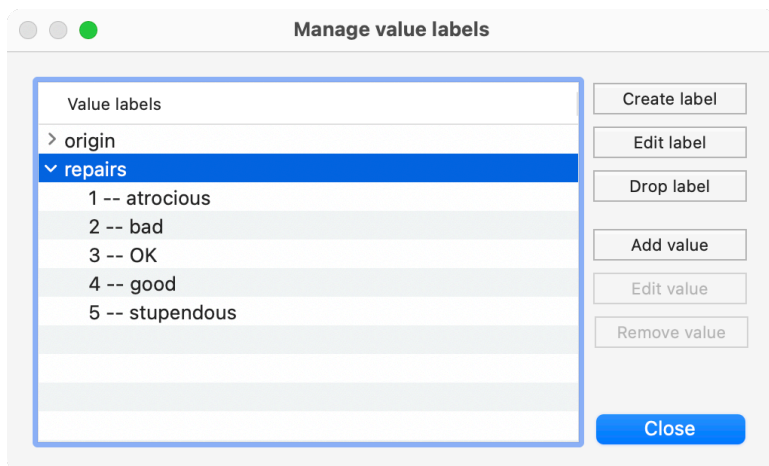 Manage value labels
Value labels
origin
repairs
1 -- atrocious
2 -- bad
3 -- OK
4 -- good
5 -- stupendous
Create label
Edit label
Drop label
Add value
Edit value
Remove value
Close